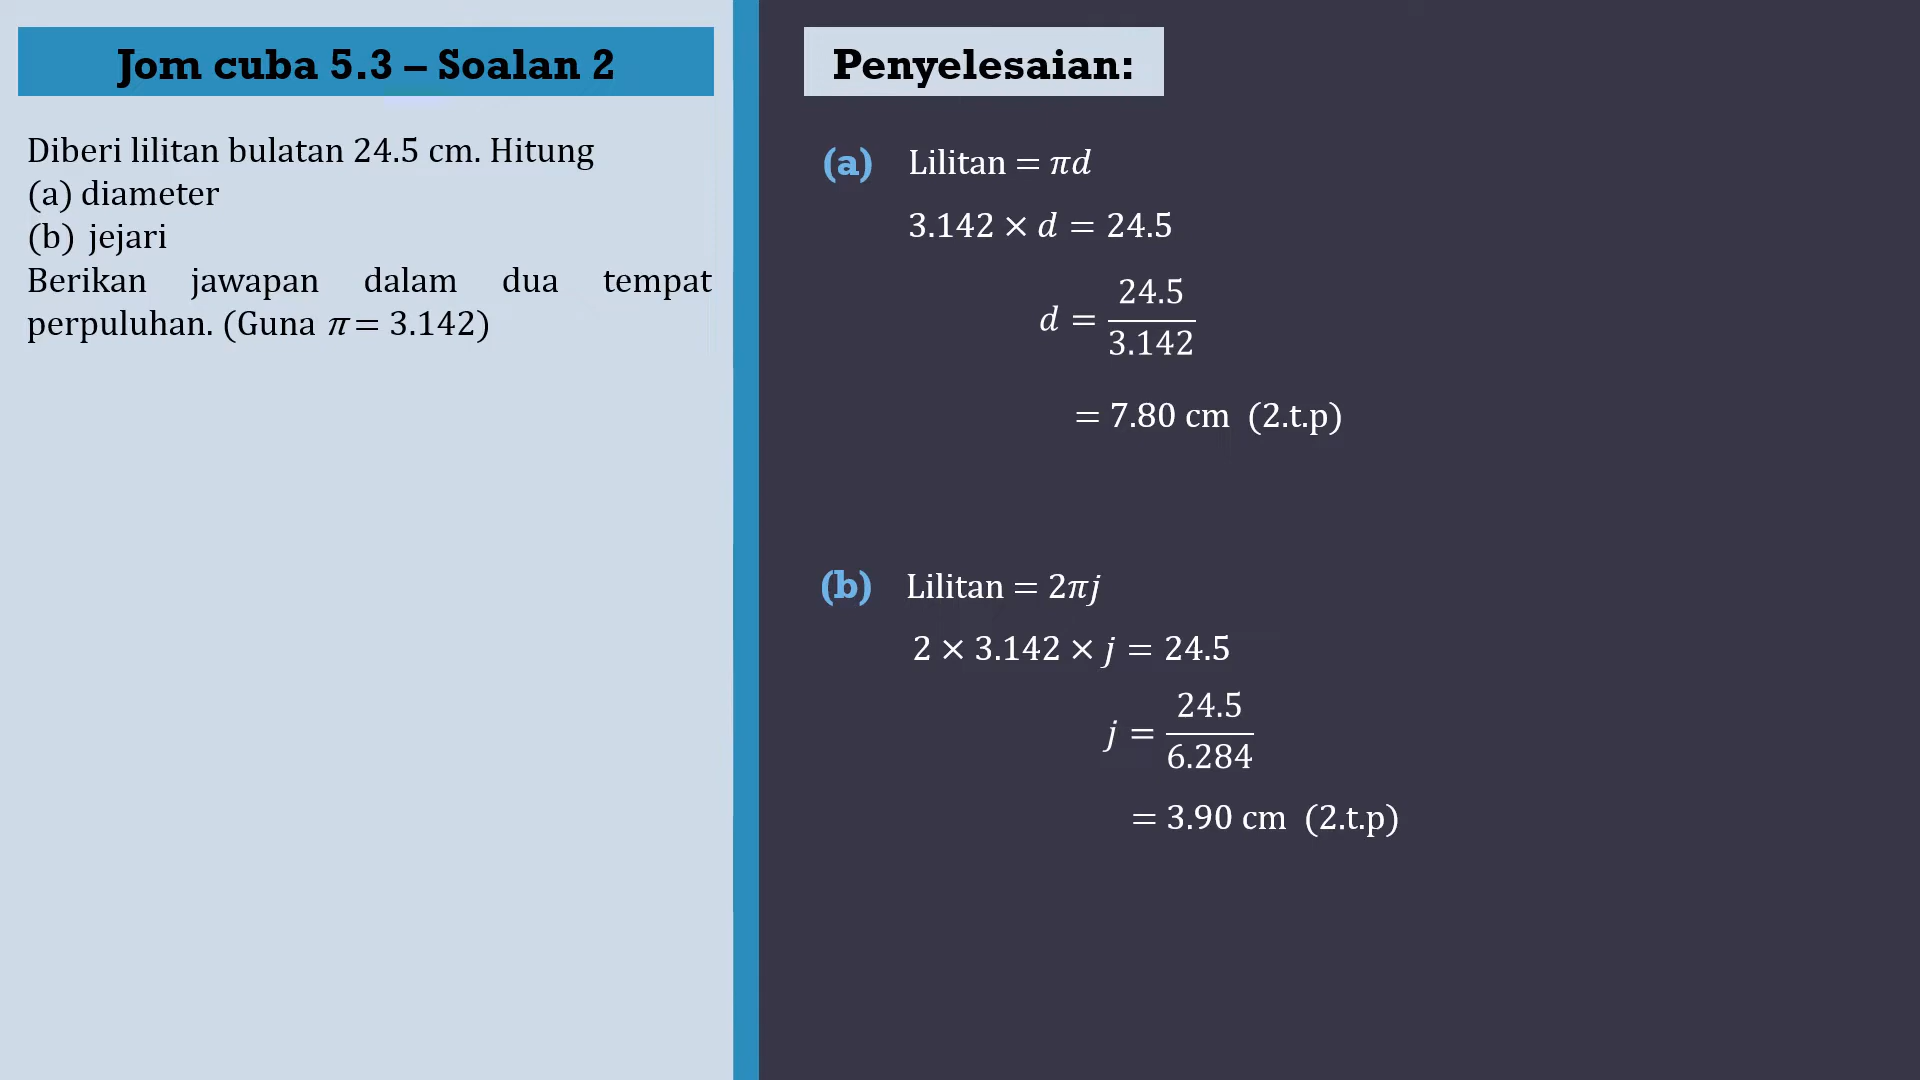 Jom cuba 5.3 – Soalan 2
Diberi lilitan bulatan 24.5 cm. Hitung
(a) diameter
(b) jejari
Berikan jawapan dalam dua tempat
perpuluhan. (Guna π = 3.142)
Penyelesaian:
(a) Lilitan = πd
3.142 × d = 24.5
d = 24.5/3.142
= 7.80 cm (2.t.p)
(b) Lilitan = 2πj
2 × 3.142 × j = 24.5
j = 24.5/6.284
= 3.90 cm (2.t.p)